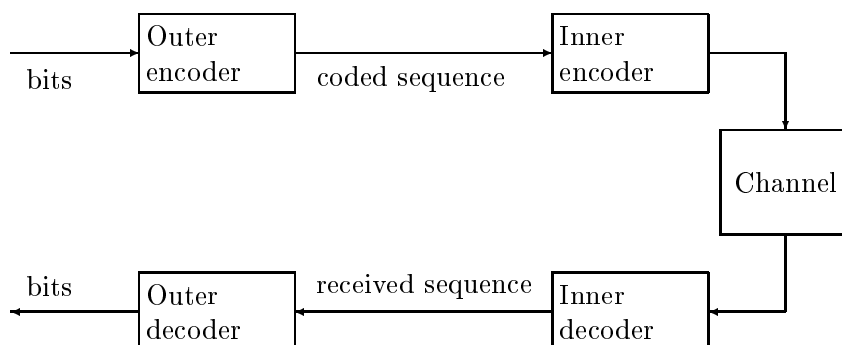 Outer
encoder
Inner
encoder
bits
coded sequence
Channel
bits
received sequence
Outer
decoder
Inner
decoder